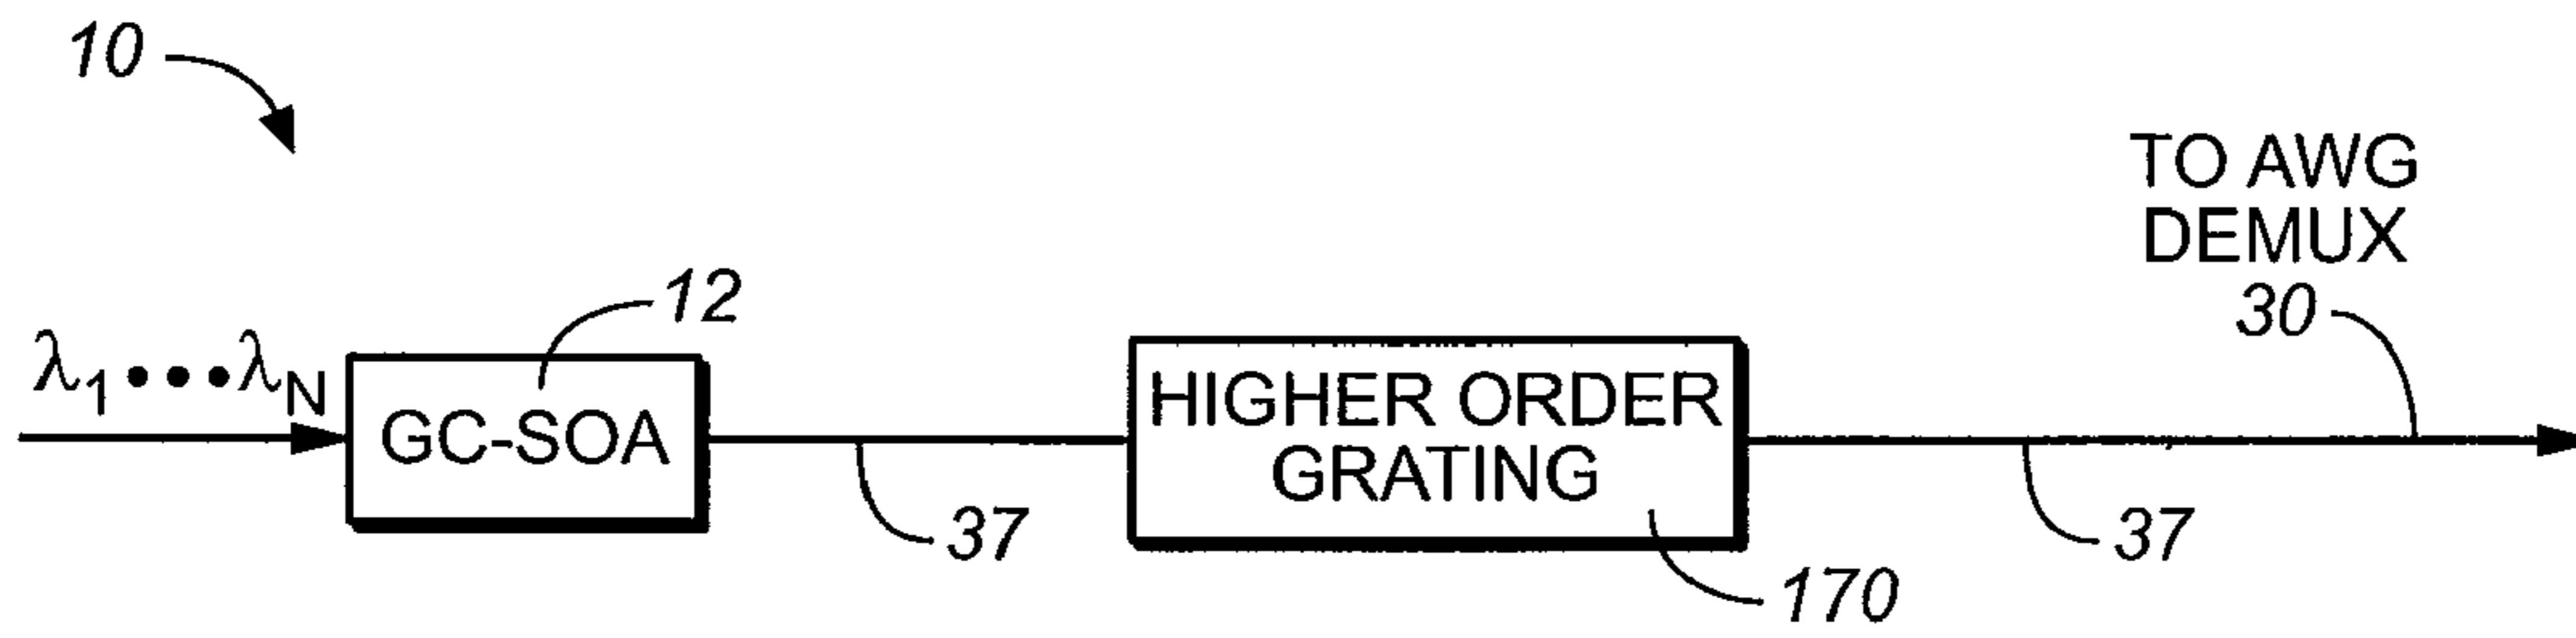 10
TO AWG
DEMUX
30
12
λ1•••λN
GC-SOA
HIGHER ORDER
GRATING
37
37
170